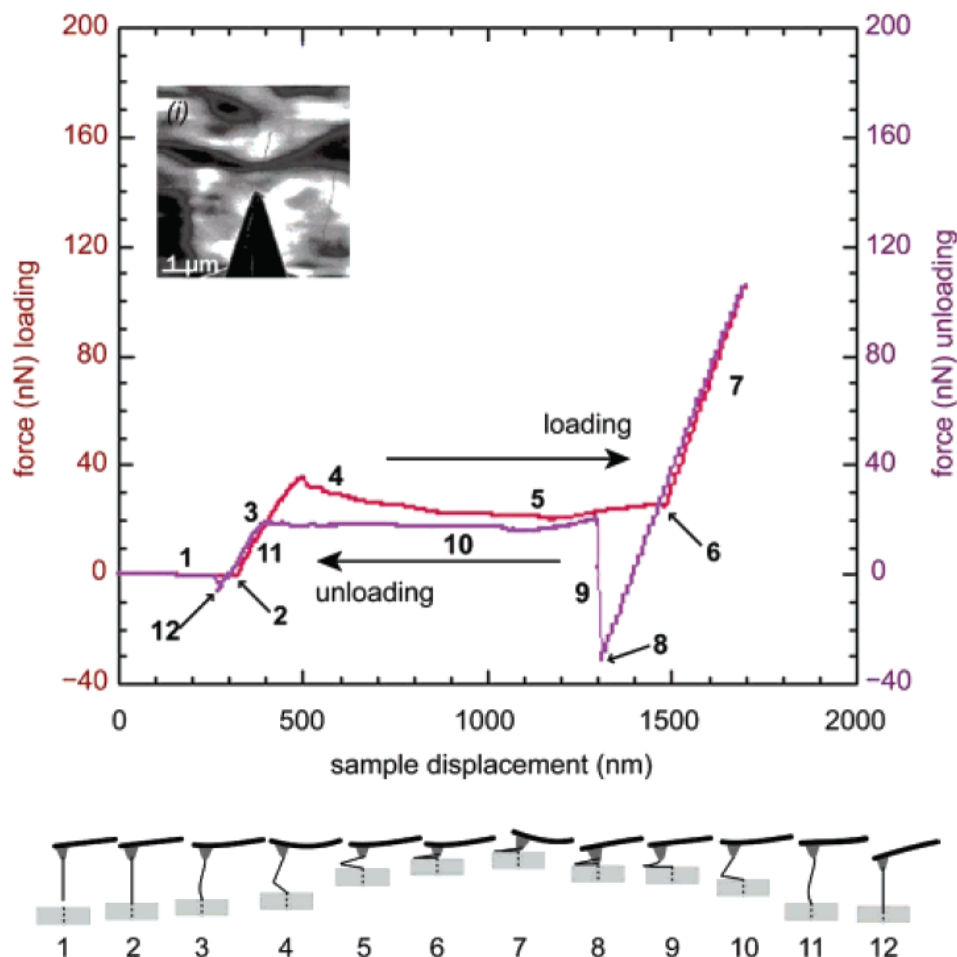 200
160
120
80
40
0
−40
force (nN) loading
(i)
1 μm
loading
unloading
1
2
3
4
5
6
7
8
9
10
11
12
200
160
120
80
40
0
−40
force (nN) unloading
0 500 1000 1500 2000
sample displacement (nm)
1 2 3 4 5 6 7 8 9 10 11 12